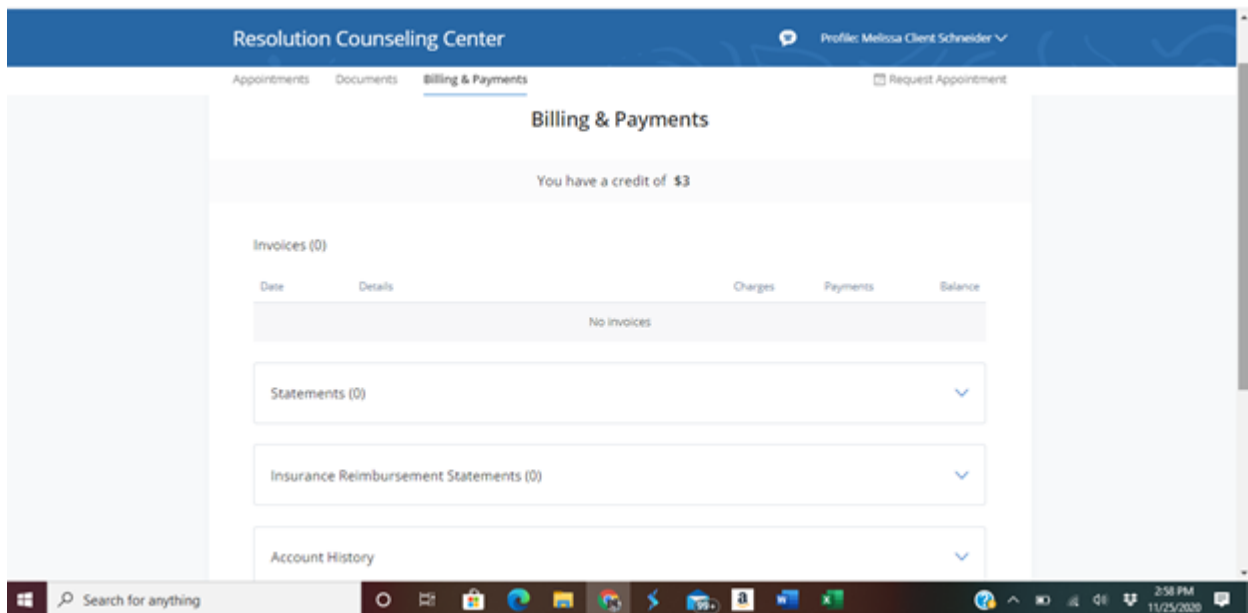 Resolution Counseling Center
Profile: Melissa Client Schneider
Appointments Documents Billing & Payments Request Appointment
Billing & Payments
You have a credit of $3
Invoices (0)
Date Details Charges Payments Balance
No invoices
Statements (0)
Insurance Reimbursement Statements (0)
Account History
Search for anything
99+
a
2:58 PM
11/25/2020